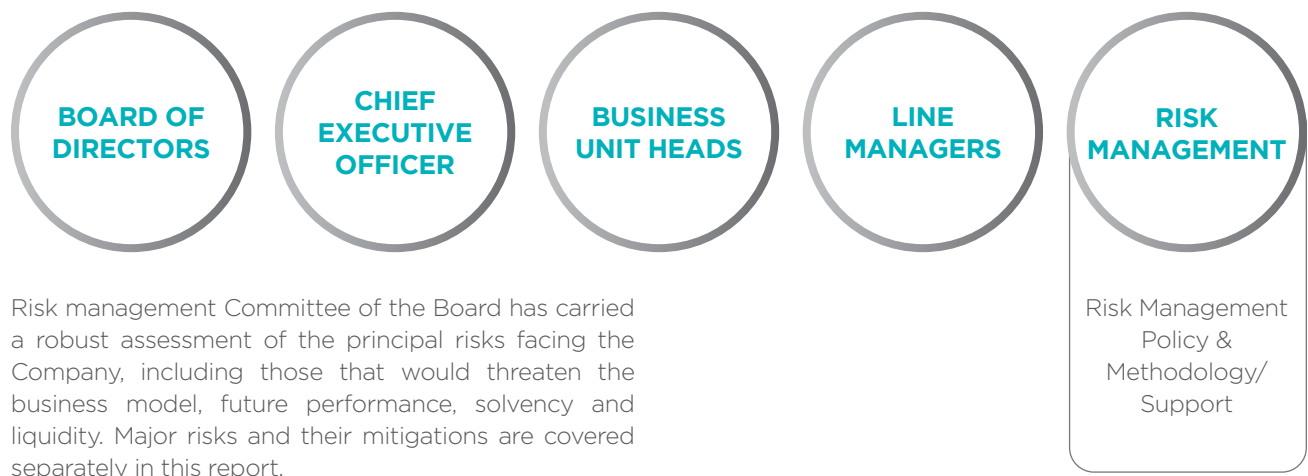 BOARD OF
DIRECTORS
CHIEF
EXECUTIVE
OFFICER
BUSINESS
UNIT HEADS
LINE
MANAGERS
RISK
MANAGEMENT
Risk management Committee of the Board has carried
a robust assessment of the principal risks facing the
Company, including those that would threaten the
business model, future performance, solvency and
liquidity. Major risks and their mitigations are covered
separately in this report.
Risk Management
Policy &
Methodology/
Support